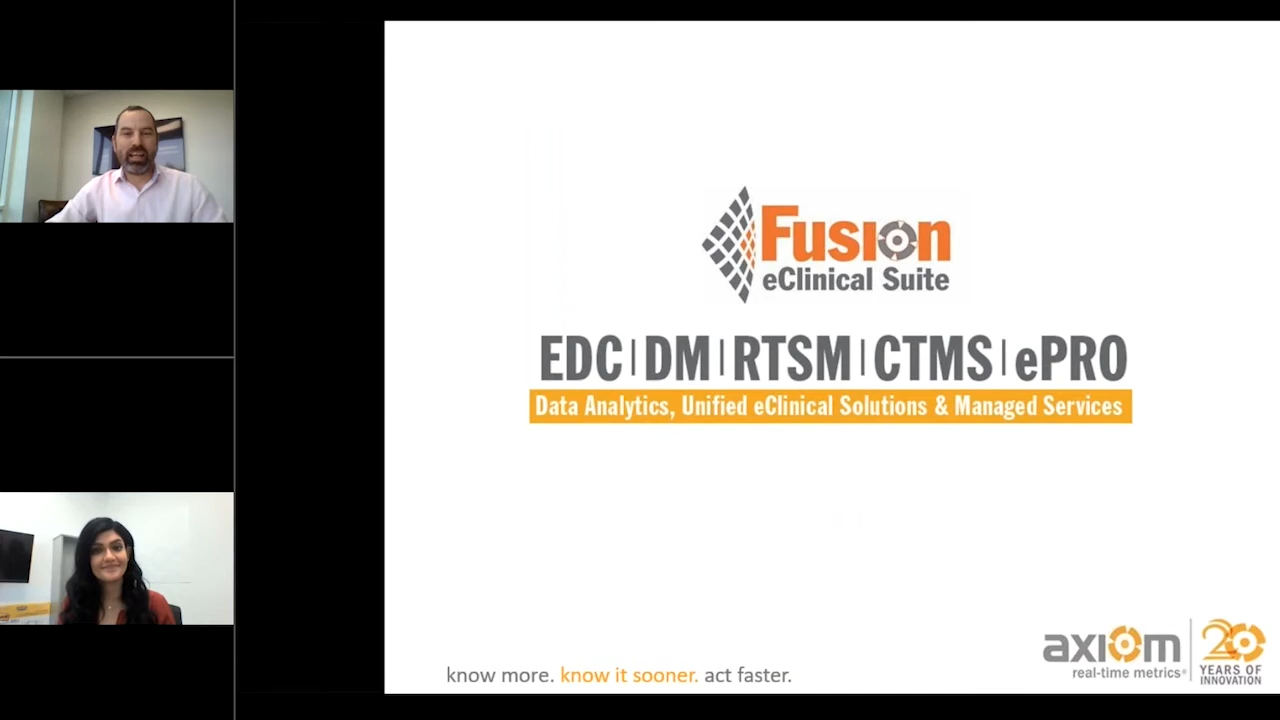 Fusion
eClinical Suite
EDC | DM | RTSM | CTMS | ePRO
Data Analytics, Unified eClinical Solutions & Managed Services
know more. know it sooner. act faster.
axiom
real-time metrics®
20
YEARS OF
INNOVATION